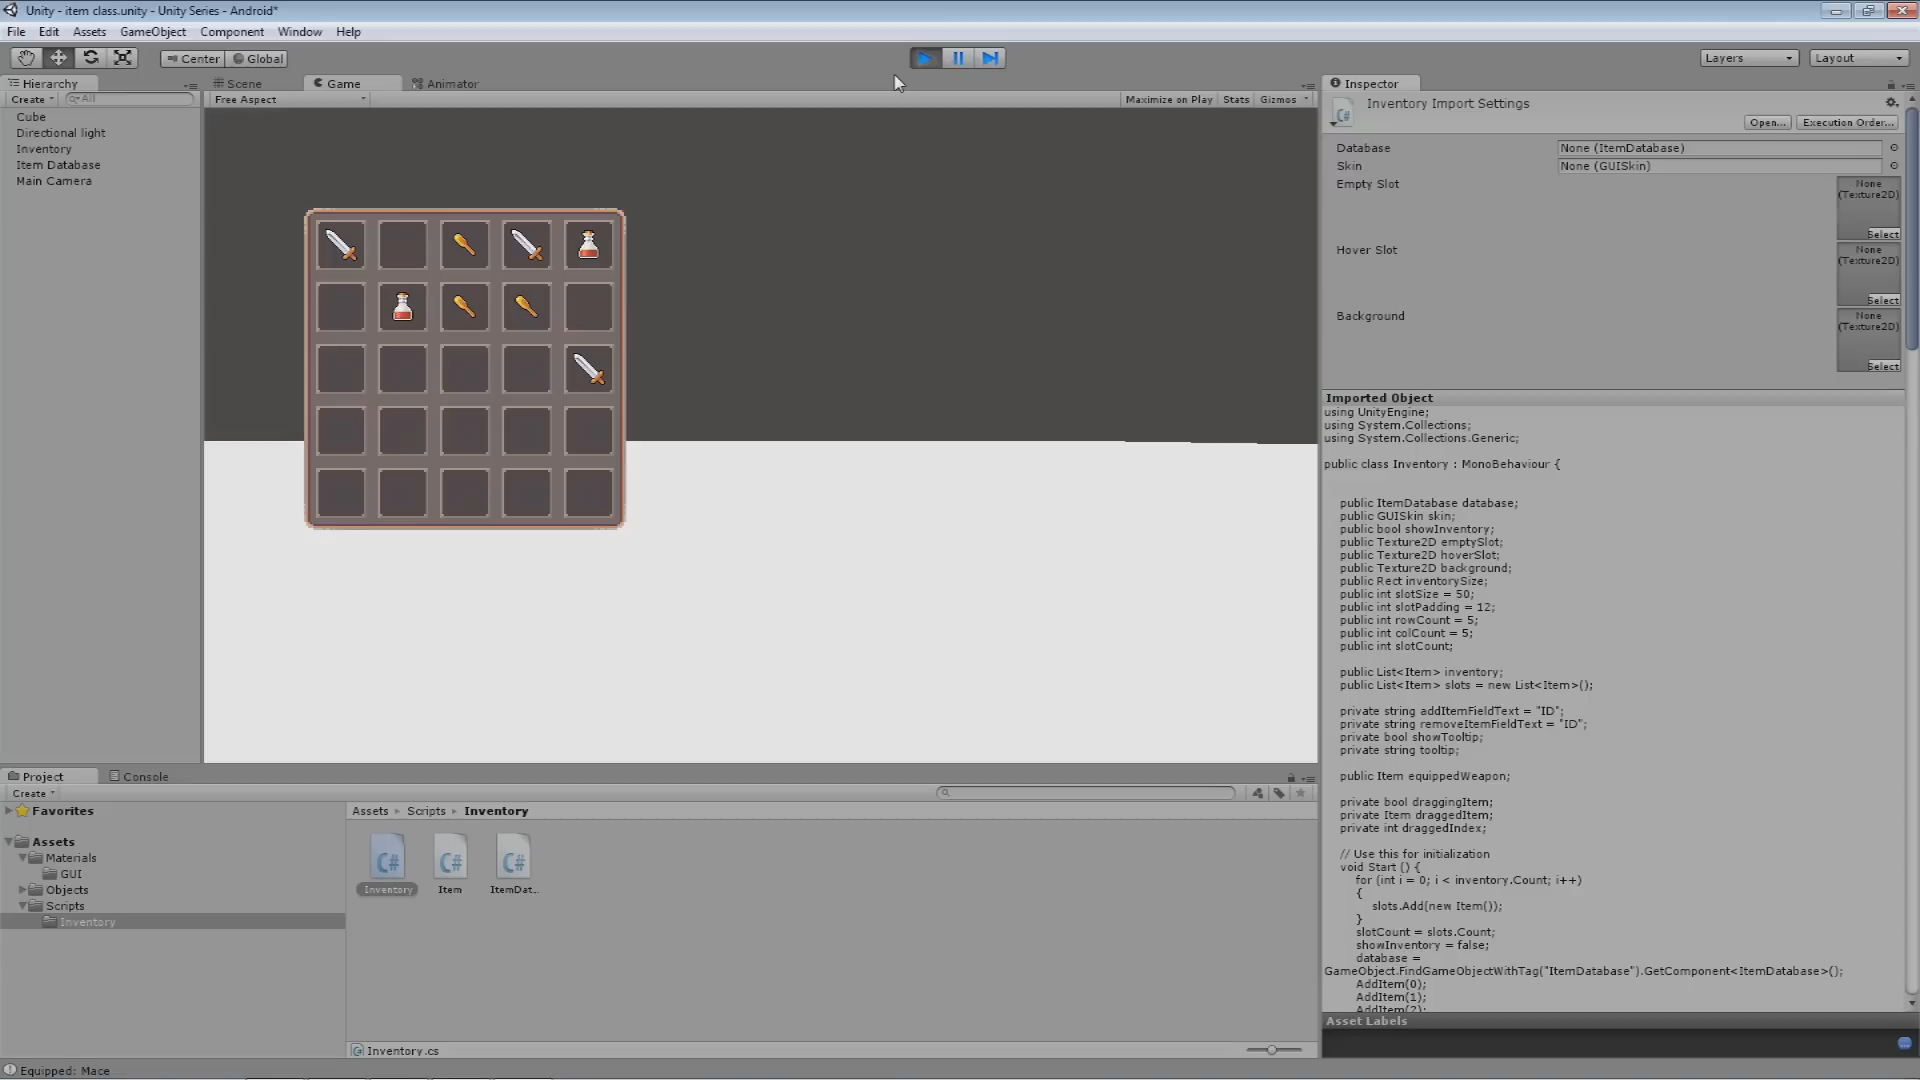 Unity - item class.unity - Unity Series - Android*
File Edit Assets GameObject Component Window Help
Center Global Layers Layout
Hierarchy Scene Game Animator Inspector
Create All Free Aspect Maximize on Play Stats Gizmos
Inventory Import Settings
Open... Execution Order...
Cube
Directional light
Inventory
Item Database
Main Camera
Database None (ItemDatabase)
Skin None (GUISkin)
Empty Slot None (Texture2D) Select
Hover Slot None (Texture2D) Select
Background None (Texture2D) Select
Imported Object
using UnityEngine;
using System.Collections;
using System.Collections.Generic;
public class Inventory : MonoBehaviour {
public ItemDatabase database;
public GUISkin skin;
public bool showInventory;
public Texture2D emptySlot;
public Texture2D hoverSlot;
public Texture2D background;
public Rect inventorySize;
public int slotSize = 50;
public int slotPadding = 12;
public int rowCount = 5;
public int colCount = 5;
public int slotCount;
public List<Item> inventory;
public List<Item> slots = new List<Item>();
private string addItemFieldText = "ID";
private string removeItemFieldText = "ID";
private bool showTooltip;
private string tooltip;
public Item equippedWeapon;
private bool draggingItem;
private Item draggedItem;
private int draggedIndex;
// Use this for initialization
void Start () {
for (int i = 0; i < inventory.Count; i++)
{
slots.Add(new Item());
}
slotCount = slots.Count;
showInventory = false;
database =
GameObject.FindGameObjectWithTag("ItemDatabase").GetComponent<ItemDatabase>();
AddItem(0);
AddItem(1);
AddItem(2);
Asset Labels
Project Console
Create
Favorites
Assets
Materials
GUI
Objects
Scripts
Inventory
Assets Scripts Inventory
C# C# C#
Inventory Item ItemDat..
Inventory.cs
Equipped: Mace